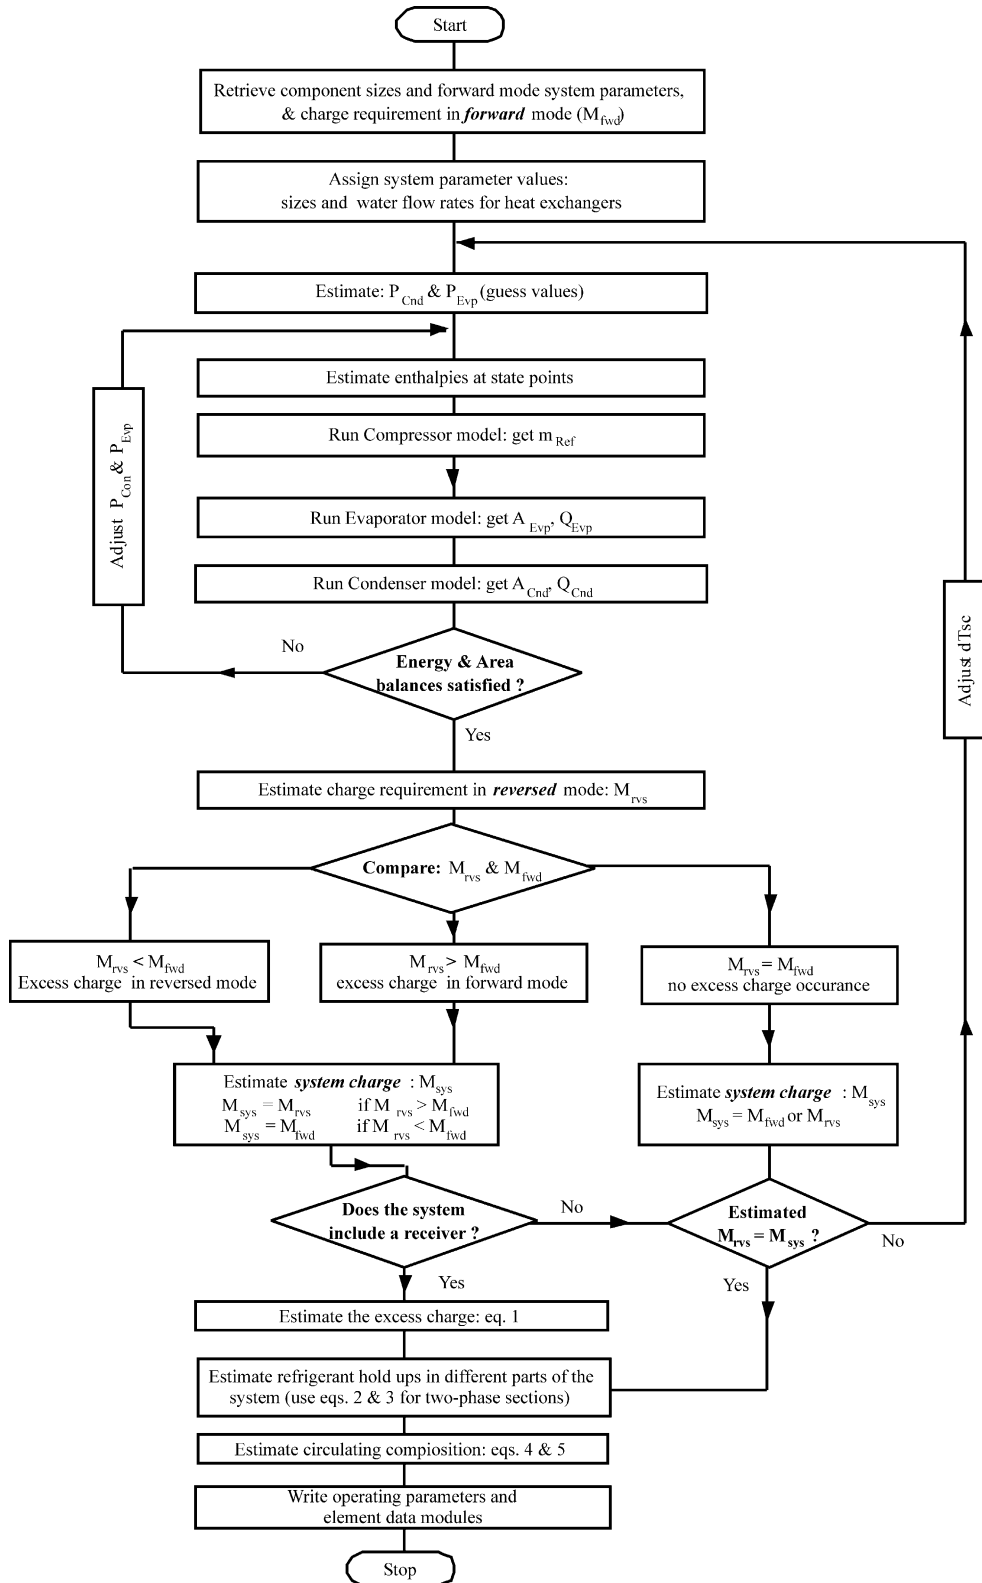 Start
Retrieve component sizes and forward mode system parameters,
& charge requirement in forward mode (Mfwd)
Assign system parameter values:
sizes and water flow rates for heat exchangers
Estimate: PCnd & PEvp (guess values)
Estimate enthalpies at state points
Adjust PCon & PEvp
Run Compressor model: get mRef
Run Evaporator model: get AEvp, QEvp
Run Condenser model: get ACnd, QCnd
Adjust dTsc
No
Energy & Area
balances satisfied ?
Yes
Estimate charge requirement in reversed mode: Mrvs
Compare: Mrvs & Mfwd
Mrvs < Mfwd
Excess charge in reversed mode
Mrvs > Mfwd
excess charge in forward mode
Mrvs = Mfwd
no excess charge occurance
Estimate system charge : Msys
Msys = Mrvs if Mrvs > Mfwd
Msys = Mfwd if Mrvs < Mfwd
Estimate system charge : Msys
Msys = Mfwd or Mrvs
Does the system
include a receiver ?
No
Estimated
Mrvs = Msys ?
No
Yes
Yes
Estimate the excess charge: eq. 1
Estimate refrigerant hold ups in different parts of the
system (use eqs. 2 & 3 for two-phase sections)
Estimate circulating compiosition: eqs. 4 & 5
Write operating parameters and
element data modules
Stop